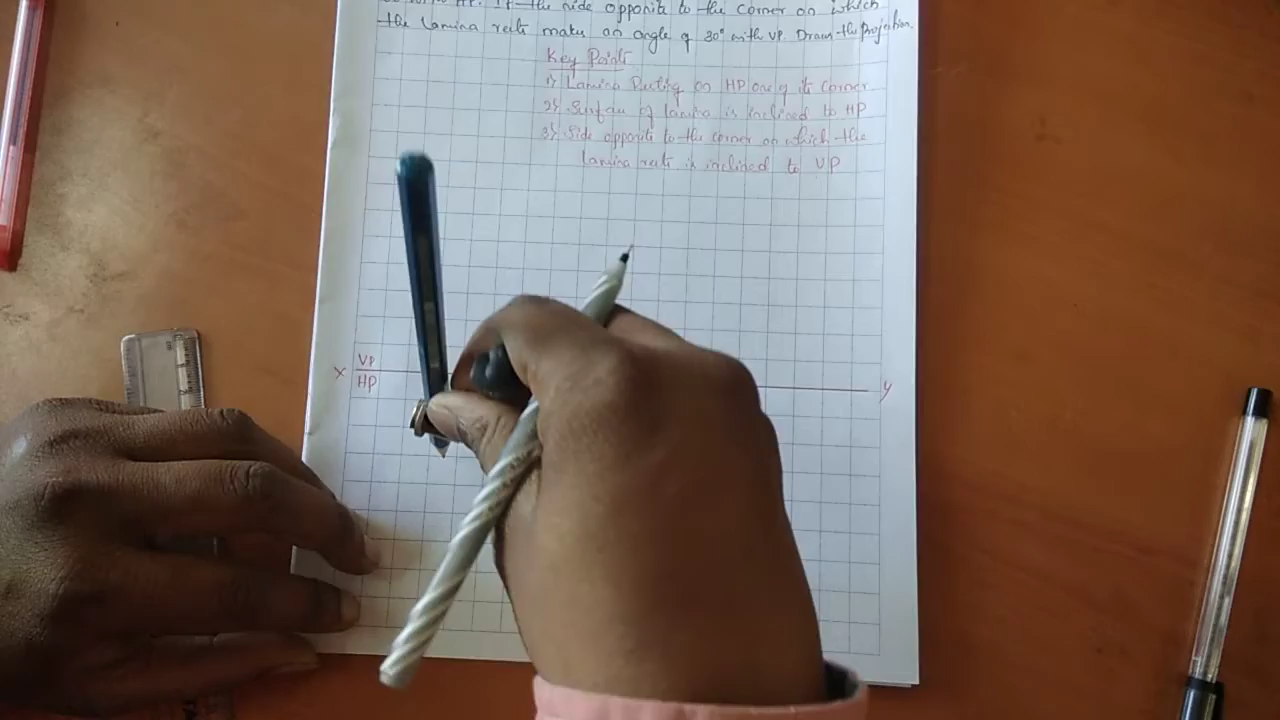 HP. If the side opposite to the corner on which
the lamina rests makes an angle of 30° with VP. Draw the Projection.
Key Points
1) Lamina Resting on HP one of its corner
2) Surface of lamina is inclined to HP
3) Side opposite to the corner on which the
lamina rests is inclined to VP
VP
X
HP
y